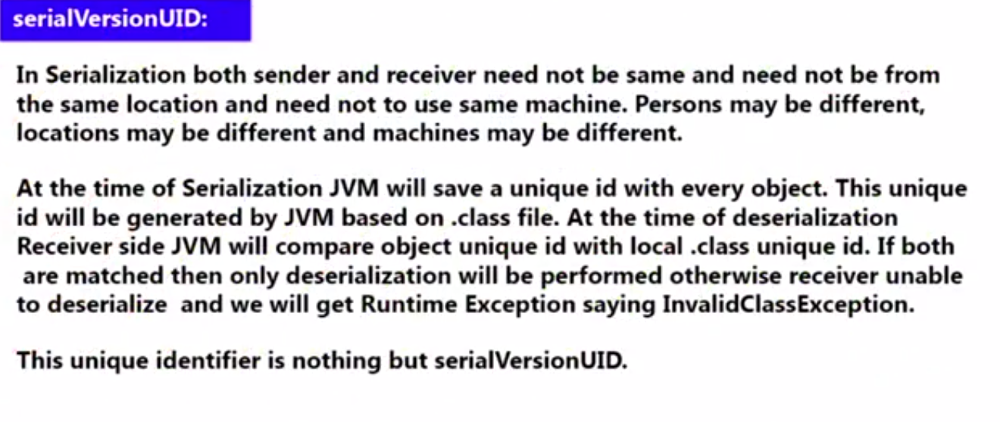 serialVersionUID:
In Serialization both sender and receiver need not be same and need not be from
the same location and need not to use same machine. Persons may be different,
locations may be different and machines may be different.
At the time of Serialization JVM will save a unique id with every object. This unique
id will be generated by JVM based on .class file. At the time of deserialization
Receiver side JVM will compare object unique id with local .class unique id. If both
are matched then only deserialization will be performed otherwise receiver unable
to deserialize  and we will get Runtime Exception saying InvalidClassException.
This unique identifier is nothing but serialVersionUID.